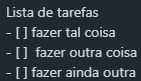 Lista de tarefas
- [ ] fazer tal coisa
- [ ]  fazer outra coisa
- [ ] fazer ainda outra